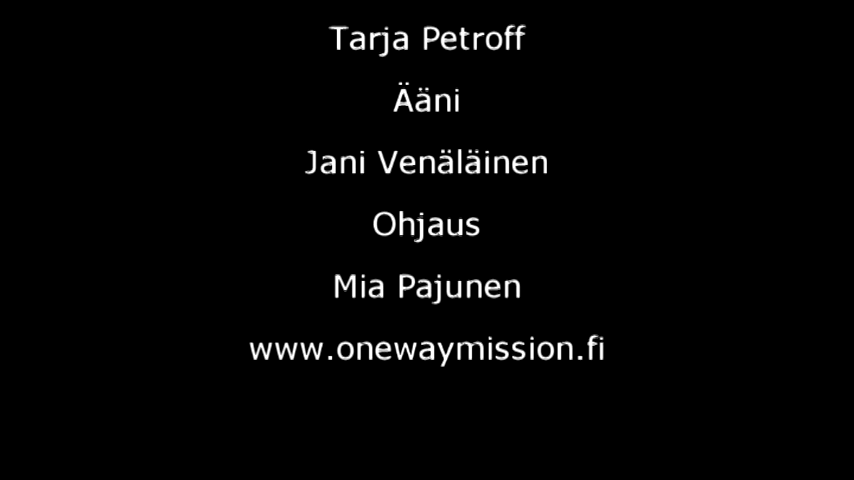 Tarja Petroff
Ääni
Jani Venäläinen
Ohjaus
Mia Pajunen
www.onewaymission.fi